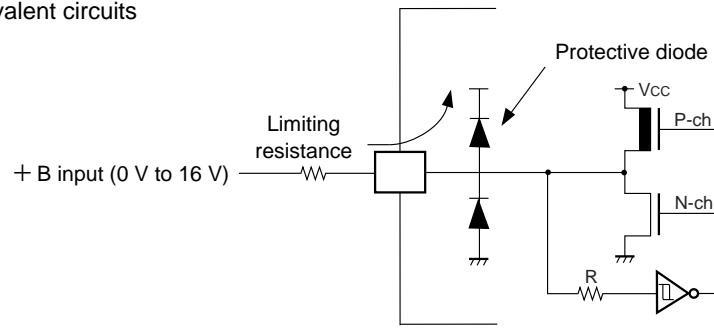 valent circuits
Protective diode
VCC
P-ch
Limiting
resistance
+ B input (0 V to 16 V)
N-ch
R